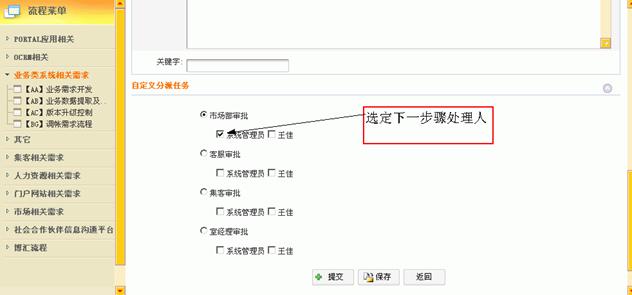 流程菜单
PORTAL应用相关
OCRM相关
业务类系统相关需求
【AA】业务需求开发
【AB】业务数据提取及..
【AC】版本升级控制
【BG】调帐需求流程
其它
集客相关需求
人力资源相关需求
门户网站相关需求
市场相关需求
社会合作伙伴信息沟通平台
博汇流程
关键字:
自定义分派任务
市场部审批
系统管理员 王佳
客服审批
系统管理员 王佳
集客审批
系统管理员 王佳
室经理审批
系统管理员 王佳
选定下一步骤处理人
提交 保存 返回